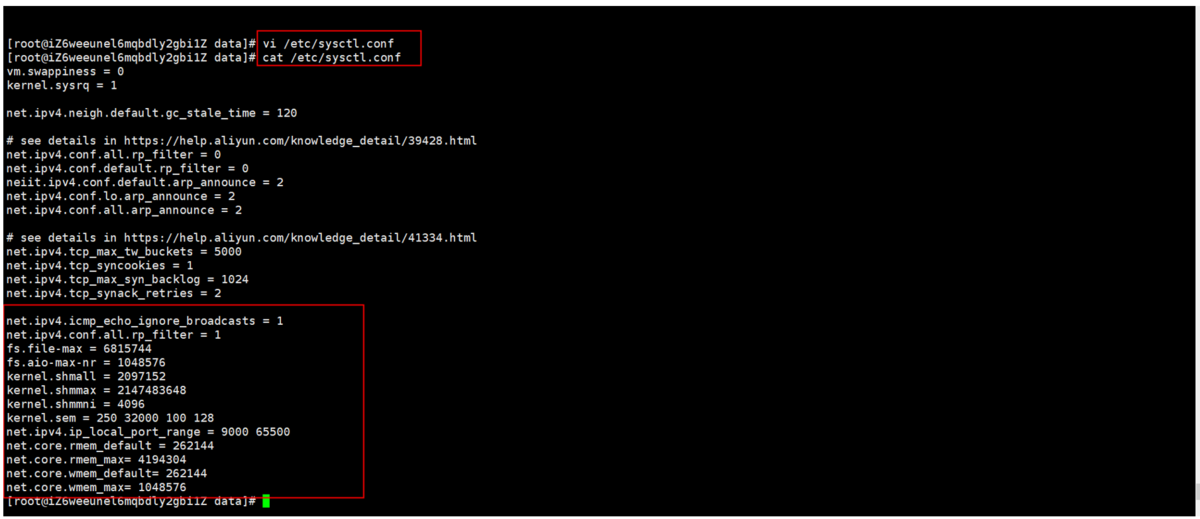 [root@iZ6weeunel6mqbdly2gbi1Z data]# vi /etc/sysctl.conf
[root@iZ6weeunel6mqbdly2gbi1Z data]# cat /etc/sysctl.conf
vm.swappiness = 0
kernel.sysrq = 1
net.ipv4.neigh.default.gc_stale_time = 120
# see details in https://help.aliyun.com/knowledge_detail/39428.html
net.ipv4.conf.all.rp_filter = 0
net.ipv4.conf.default.rp_filter = 0
neiit.ipv4.conf.default.arp_announce = 2
net.ipv4.conf.lo.arp_announce = 2
net.ipv4.conf.all.arp_announce = 2
# see details in https://help.aliyun.com/knowledge_detail/41334.html
net.ipv4.tcp_max_tw_buckets = 5000
net.ipv4.tcp_syncookies = 1
net.ipv4.tcp_max_syn_backlog = 1024
net.ipv4.tcp_synack_retries = 2
net.ipv4.icmp_echo_ignore_broadcasts = 1
net.ipv4.conf.all.rp_filter = 1
fs.file-max = 6815744
fs.aio-max-nr = 1048576
kernel.shmall = 2097152
kernel.shmmax = 2147483648
kernel.shmmni = 4096
kernel.sem = 250 32000 100 128
net.ipv4.ip_local_port_range = 9000 65500
net.core.rmem_default = 262144
net.core.rmem_max= 4194304
net.core.wmem_default= 262144
net.core.wmem_max= 1048576
[root@iZ6weeunel6mqbdly2gbi1Z data]#